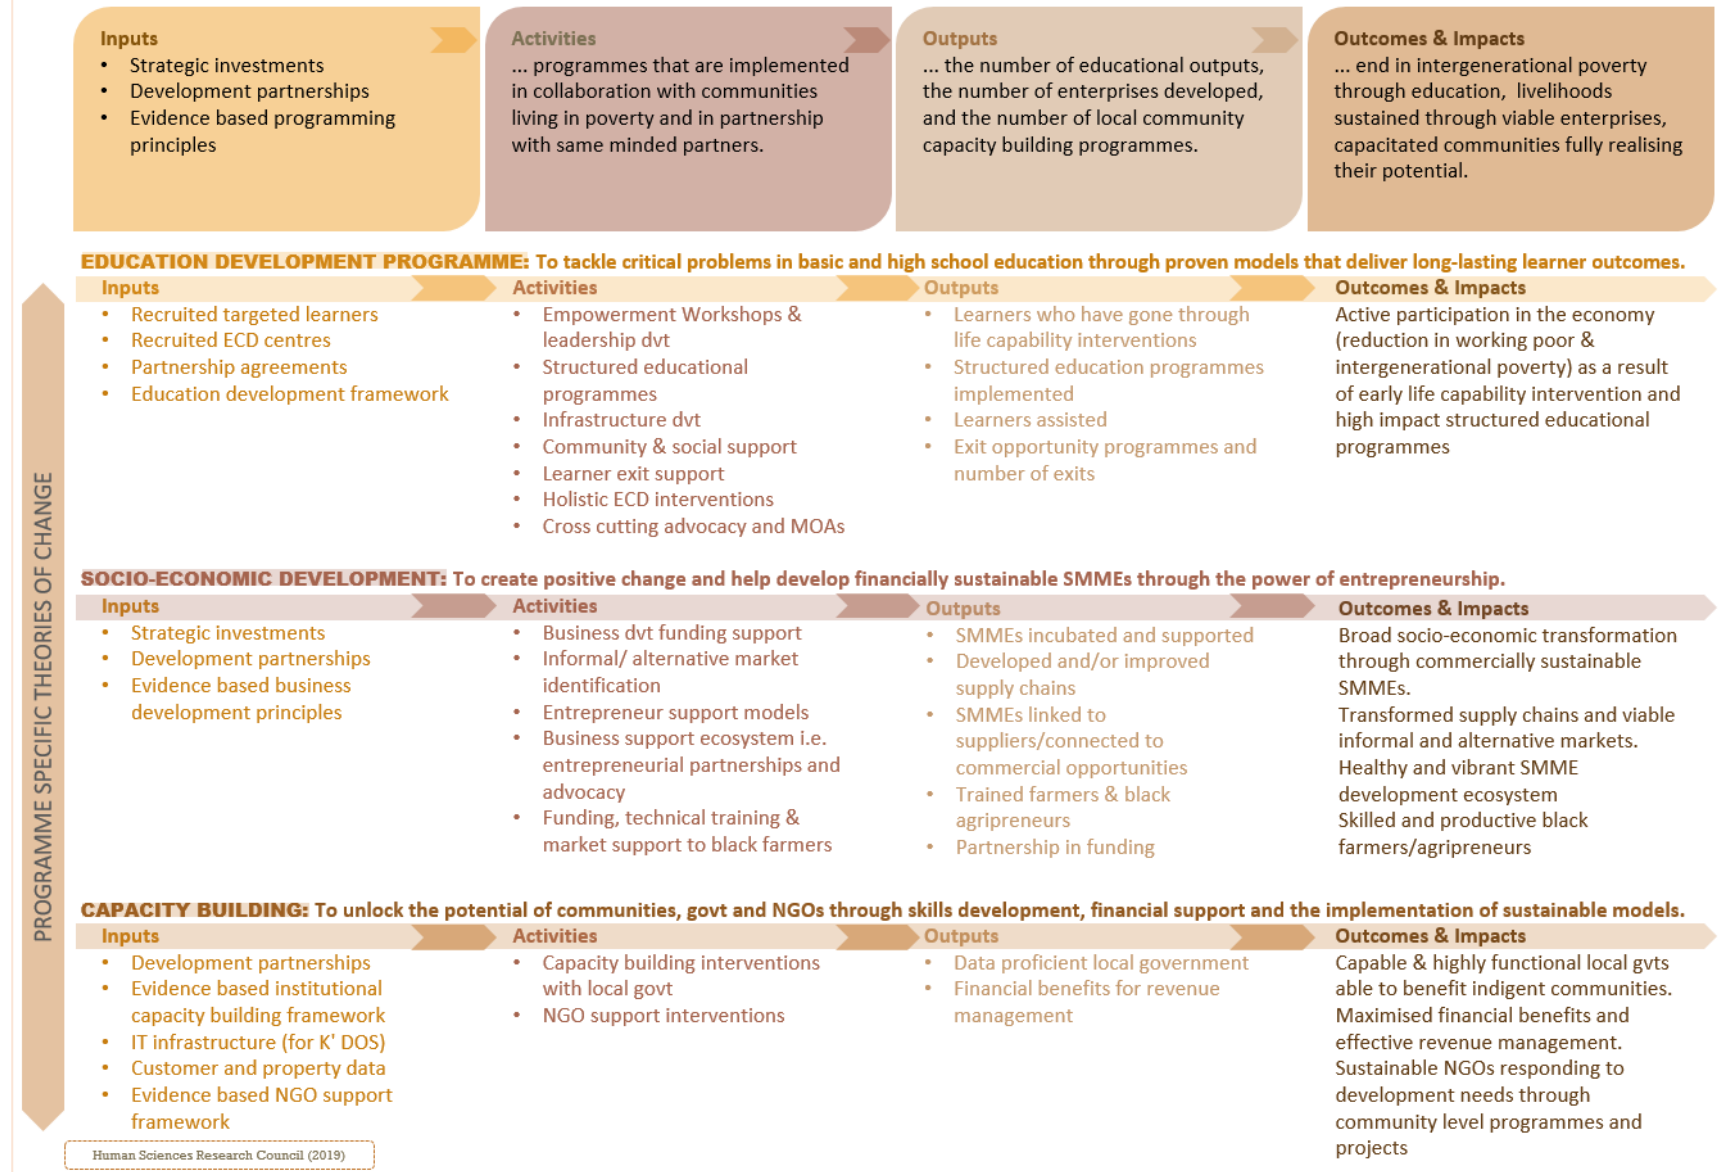 Inputs
• Strategic investments
• Development partnerships
• Evidence based programming
principles
Activities
... programmes that are implemented
in collaboration with communities
living in poverty and in partnership
with same minded partners.
Outputs
... the number of educational outputs,
the number of enterprises developed,
and the number of local community
capacity building programmes.
Outcomes & Impacts
... end in intergenerational poverty
through education, livelihoods
sustained through viable enterprises,
capacitated communities fully realising
their potential.
PROGRAMME SPECIFIC THEORIES OF CHANGE
EDUCATION DEVELOPMENT PROGRAMME: To tackle critical problems in basic and high school education through proven models that deliver long-lasting learner outcomes.
Inputs
• Recruited targeted learners
• Recruited ECD centres
• Partnership agreements
• Education development framework
Activities
• Empowerment Workshops &
leadership dvt
• Structured educational
programmes
• Infrastructure dvt
• Community & social support
• Learner exit support
• Holistic ECD interventions
• Cross cutting advocacy and MOAs
Outputs
• Learners who have gone through
life capability interventions
• Structured education programmes
implemented
• Learners assisted
• Exit opportunity programmes and
number of exits
Outcomes & Impacts
Active participation in the economy
(reduction in working poor &
intergenerational poverty) as a result
of early life capability intervention and
high impact structured educational
programmes
SOCIO-ECONOMIC DEVELOPMENT: To create positive change and help develop financially sustainable SMMEs through the power of entrepreneurship.
Inputs
• Strategic investments
• Development partnerships
• Evidence based business
development principles
Activities
• Business dvt funding support
• Informal/ alternative market
identification
• Entrepreneur support models
• Business support ecosystem i.e.
entrepreneurial partnerships and
advocacy
• Funding, technical training &
market support to black farmers
Outputs
• SMMEs incubated and supported
• Developed and/or improved
supply chains
• SMMEs linked to
suppliers/connected to
commercial opportunities
• Trained farmers & black
agripreneurs
• Partnership in funding
Outcomes & Impacts
Broad socio-economic transformation
through commercially sustainable
SMMEs.
Transformed supply chains and viable
informal and alternative markets.
Healthy and vibrant SMME
development ecosystem
Skilled and productive black
farmers/agripreneurs
CAPACITY BUILDING: To unlock the potential of communities, govt and NGOs through skills development, financial support and the implementation of sustainable models.
Inputs
• Development partnerships
• Evidence based institutional
capacity building framework
• IT infrastructure (for K' DOS)
• Customer and property data
• Evidence based NGO support
framework
Activities
• Capacity building interventions
with local govt
• NGO support interventions
Outputs
• Data proficient local government
• Financial benefits for revenue
management
Outcomes & Impacts
Capable & highly functional local gvts
able to benefit indigent communities.
Maximised financial benefits and
effective revenue management.
Sustainable NGOs responding to
development needs through
community level programmes and
projects
Human Sciences Research Council (2019)